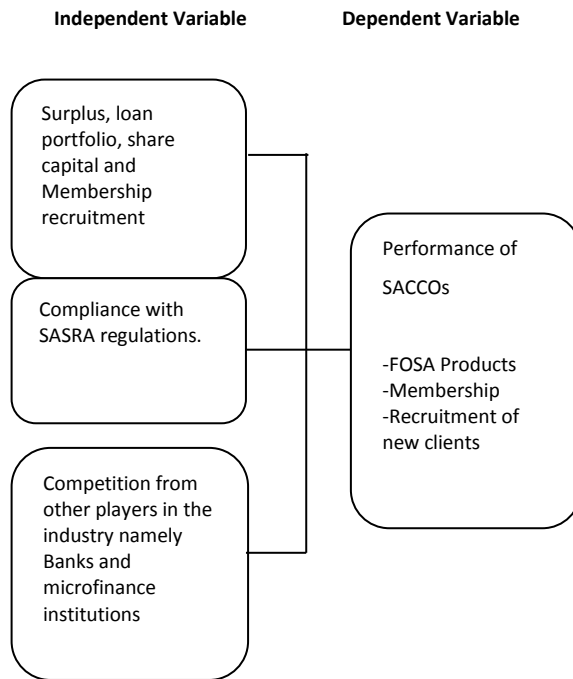 Independent Variable
Dependent Variable
Surplus, loan
portfolio, share
capital and
Membership
recruitment
Compliance with
SASRA regulations.
Competition from
other players in the
industry namely
Banks and
microfinance
institutions
Performance of
SACCOs
-FOSA Products
-Membership
-Recruitment of
new clients